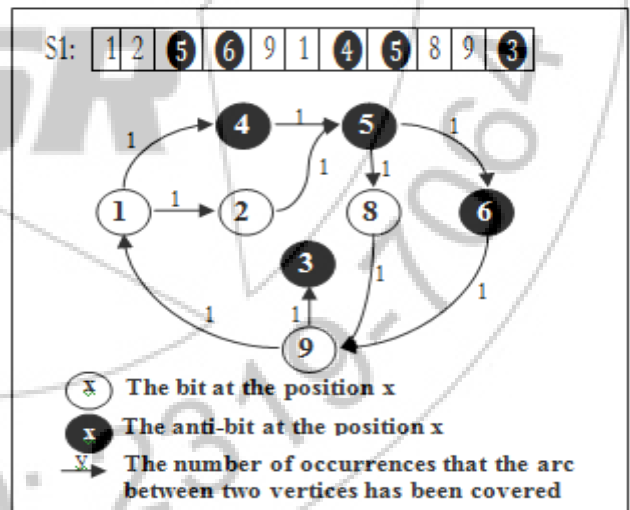 S1: 1 2 5 6 9 1 4 5 8 9 3
4 1 5 1
1 1
1 1 2 1 8 6
3 1
1 1 1
9
x The bit at the position x
x The anti-bit at the position x
The number of occurrences that the arc
between two vertices has been covered